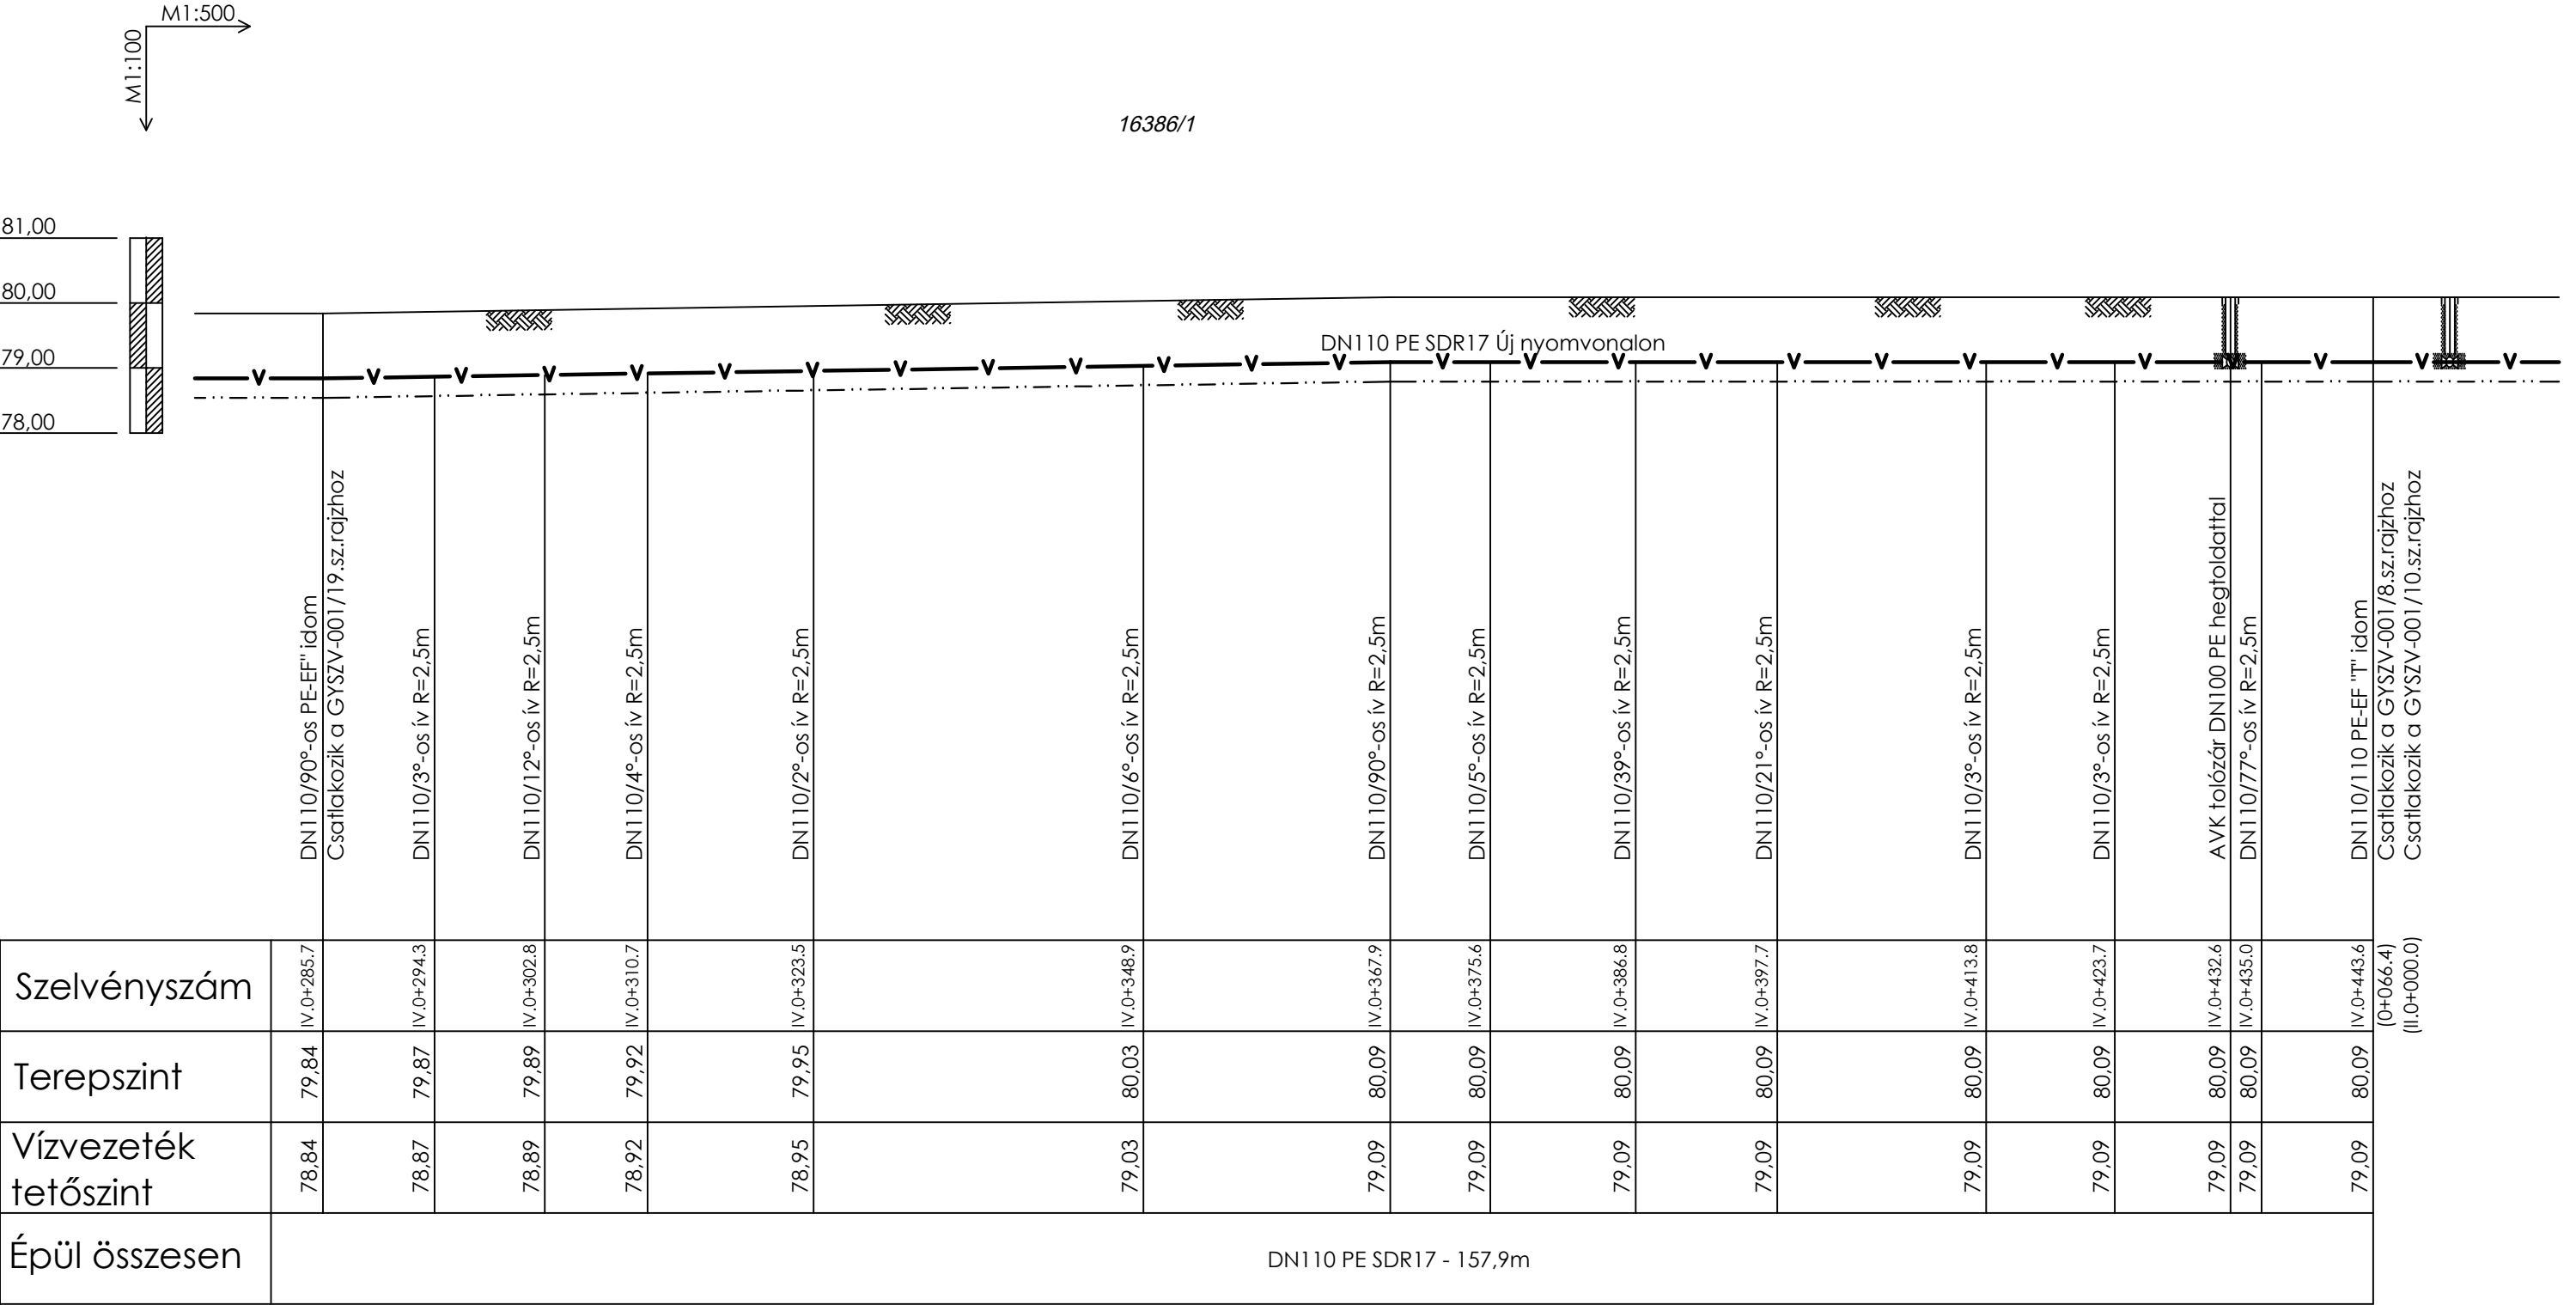 M1:500
M1:100
16386/1
81,00
80,00
79,00
78,00
DN110 PE SDR17 Új nyomvonalon
DN110/90°-os PE-EF" idom
Csatlakozik a GYSZV-001/19.sz.rajzhoz
DN110/3°-os ív R=2,5m
DN110/12°-os ív R=2,5m
DN110/4°-os ív R=2,5m
DN110/2°-os ív R=2,5m
DN110/6°-os ív R=2,5m
DN110/90°-os ív R=2,5m
DN110/5°-os ív R=2,5m
DN110/39°-os ív R=2,5m
DN110/21°-os ív R=2,5m
DN110/3°-os ív R=2,5m
DN110/3°-os ív R=2,5m
AVK tolózár DN100 PE hegtoldattal
DN110/77°-os ív R=2,5m
DN110/110 PE-EF "T" idom
Csatlakozik a GYSZV-001/8.sz.rajzhoz
Csatlakozik a GYSZV-001/10.sz.rajzhoz
Szelvényszám
IV.0+285.7
IV.0+294.3
IV.0+302.8
IV.0+310.7
IV.0+323.5
IV.0+348.9
IV.0+367.9
IV.0+375.6
IV.0+386.8
IV.0+397.7
IV.0+413.8
IV.0+423.7
IV.0+432.6
IV.0+435.0
IV.0+443.6
(0+066.4)
(II.0+000.0)
Terepszint
79,84
79,87
79,89
79,92
79,95
80,03
80,09
80,09
80,09
80,09
80,09
80,09
80,09
80,09
80,09
Vízvezeték
tetőszint
78,84
78,87
78,89
78,92
78,95
79,03
79,09
79,09
79,09
79,09
79,09
79,09
79,09
79,09
79,09
Épül összesen
DN110 PE SDR17 - 157,9m